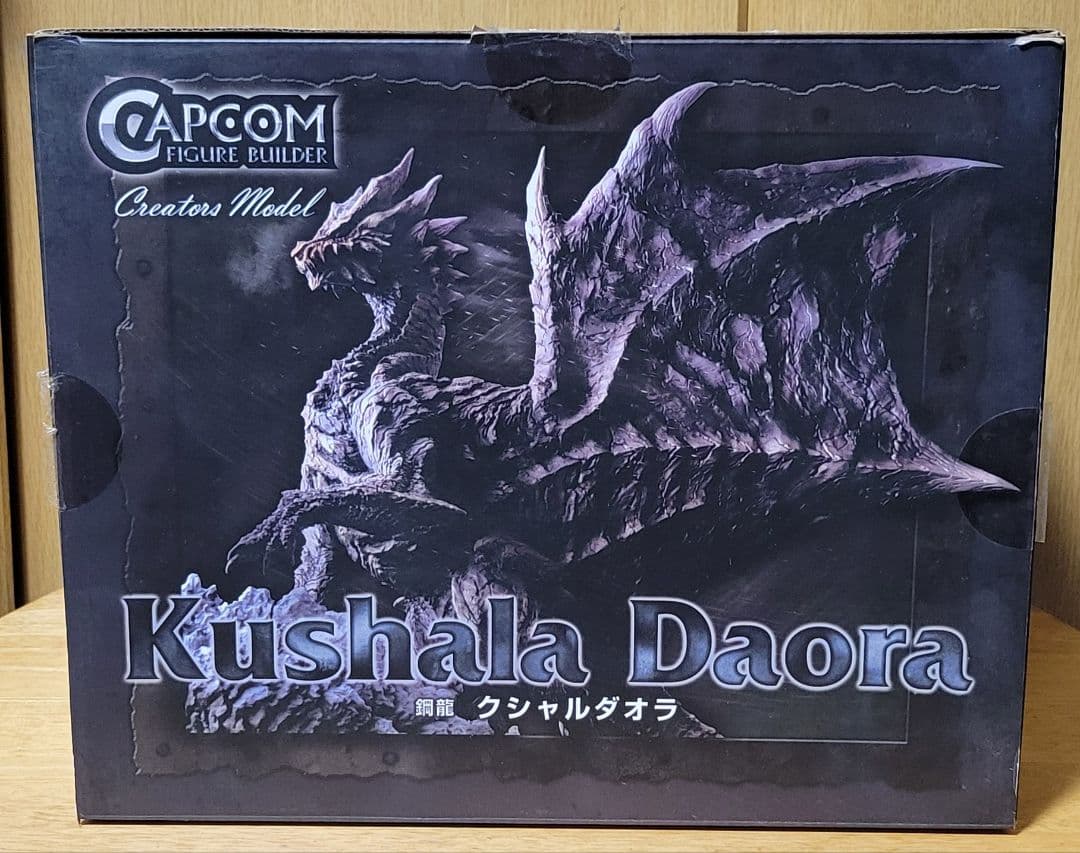 CAPCOM
FIGURE BUILDER
Creators Model
Kushala Daora
鋼龍 クシャルダオラ